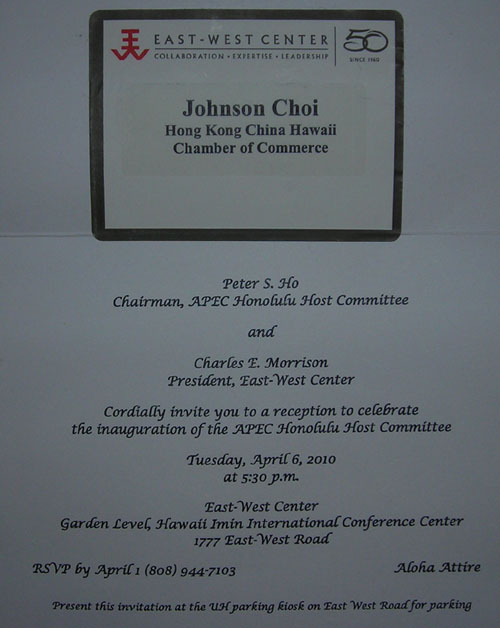 EAST-WEST CENTER
COLLABORATION • EXPERTISE • LEADERSHIP
50
SINCE 1960
Johnson Choi
Hong Kong China Hawaii
Chamber of Commerce
Peter S. Ho
Chairman, APEC Honolulu Host Committee
and
Charles E. Morrison
President, East-West Center
Cordially invite you to a reception to celebrate
the inauguration of the APEC Honolulu Host Committee
Tuesday, April 6, 2010
at 5:30 p.m.
East-West Center
Garden Level, Hawaii Imin International Conference Center
1777 East-West Road
RSVP by April 1 (808) 944-7103 Aloha Attire
Present this invitation at the UH parking kiosk on East West Road for parking